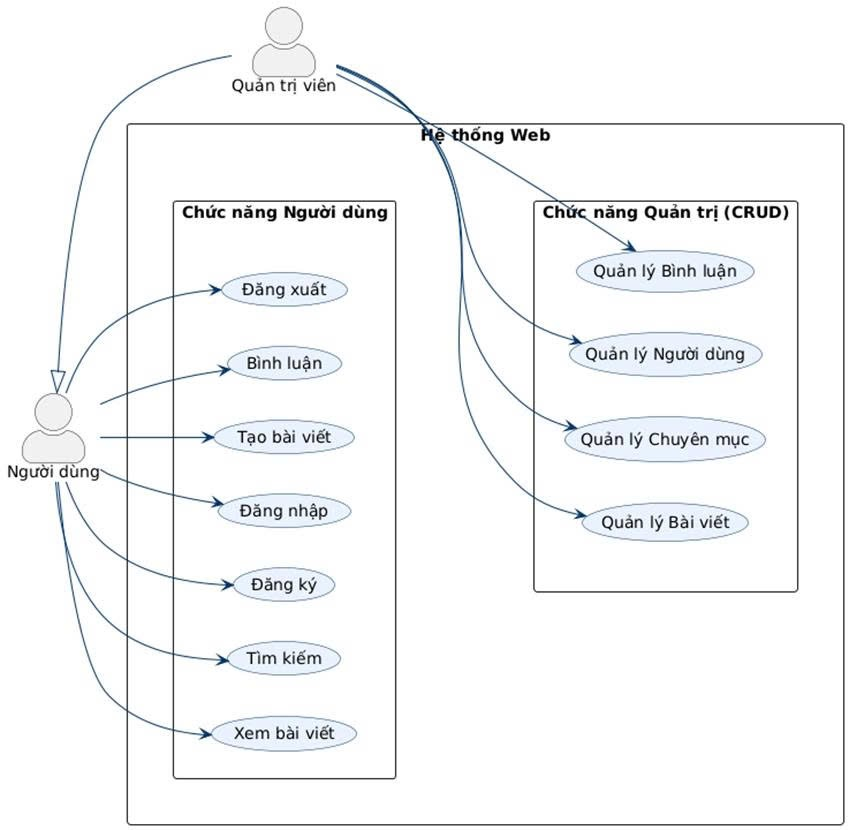 Quản trị viên
Hệ thống Web
Chức năng Người dùng
Đăng xuất
Bình luận
Tạo bài viết
Đăng nhập
Đăng ký
Tìm kiếm
Xem bài viết
Người dùng
Chức năng Quản trị (CRUD)
Quản lý Bình luận
Quản lý Người dùng
Quản lý Chuyên mục
Quản lý Bài viết